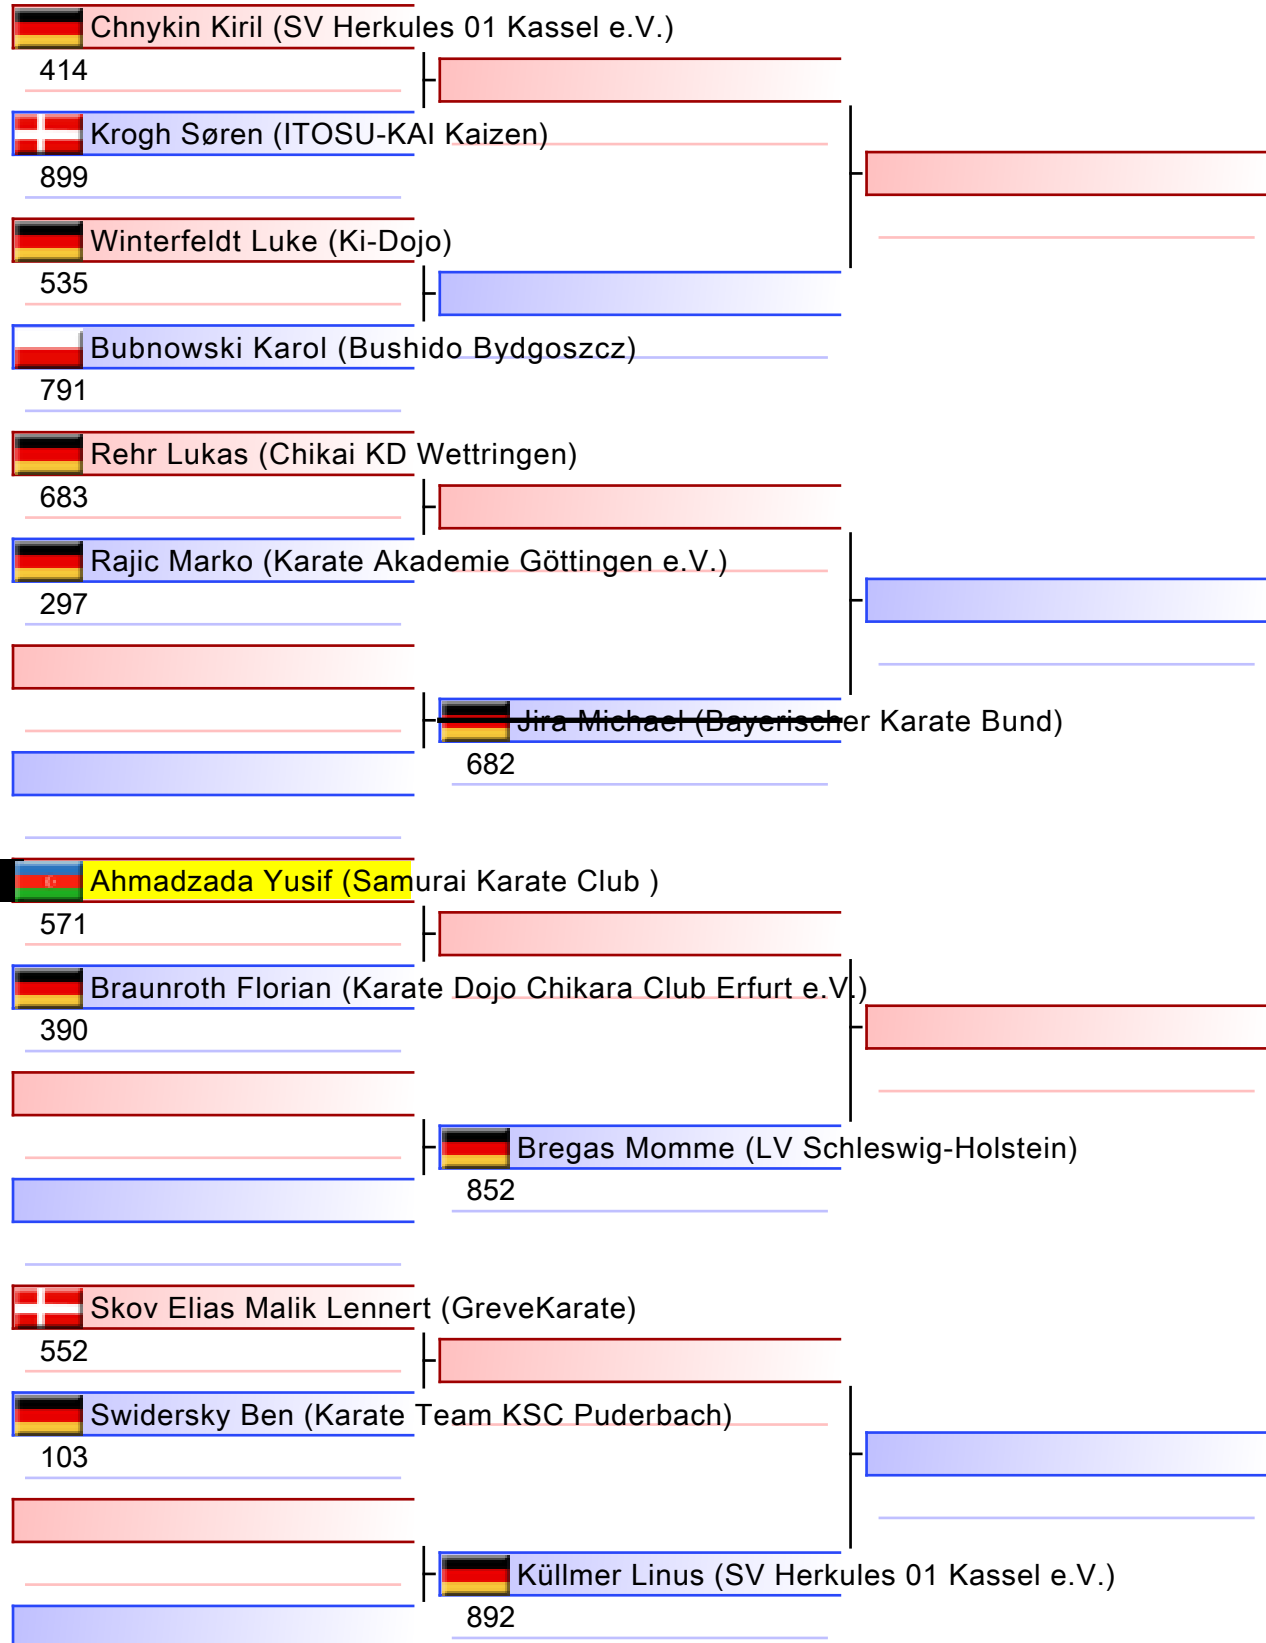 Chnykin Kiril (SV Herkules 01 Kassel e.V.)
414
Krogh Søren (ITOSU-KAI Kaizen)
899
Winterfeldt Luke (Ki-Dojo)
535
Bubnowski Karol (Bushido Bydgoszcz)
791
Rehr Lukas (Chikai KD Wettringen)
683
Rajic Marko (Karate Akademie Göttingen e.V.)
297
Jira Michael (Bayerischer Karate Bund)
682
Ahmadzada Yusif (Samurai Karate Club )
571
Braunroth Florian (Karate Dojo Chikara Club Erfurt e.V.)
390
Bregas Momme (LV Schleswig-Holstein)
852
Skov Elias Malik Lennert (GreveKarate)
552
Swidersky Ben (Karate Team KSC Puderbach)
103
Küllmer Linus (SV Herkules 01 Kassel e.V.)
892